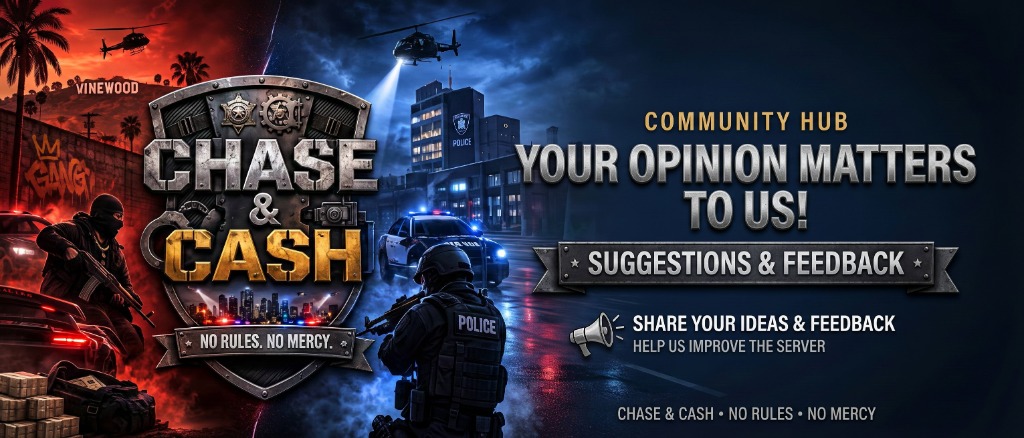 VINEWOOD
GANG
CHASE
&
CASH
NO RULES. NO MERCY.
POLICE
POLICE
COMMUNITY HUB
YOUR OPINION MATTERS
TO US!
SUGGESTIONS & FEEDBACK
SHARE YOUR IDEAS & FEEDBACK
HELP US IMPROVE THE SERVER
CHASE & CASH • NO RULES • NO MERCY